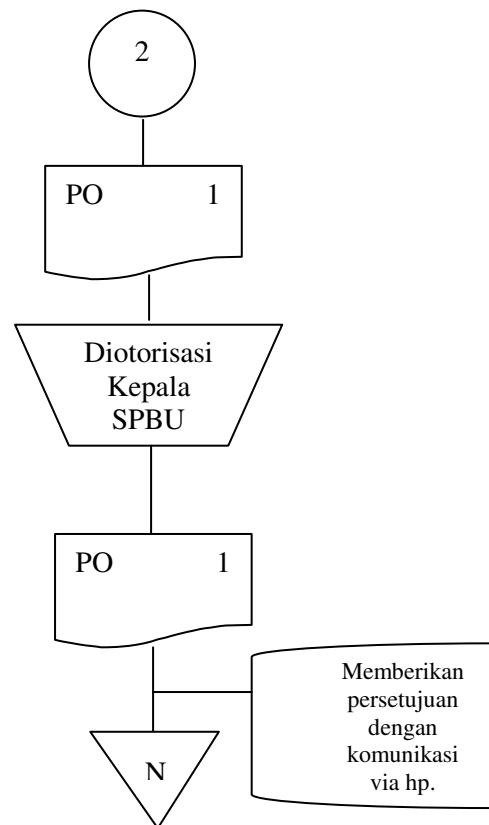 2
PO 1
Diotorisasi
Kepala
SPBU
PO 1
Memberikan
persetujuan
dengan
komunikasi
via hp.
N